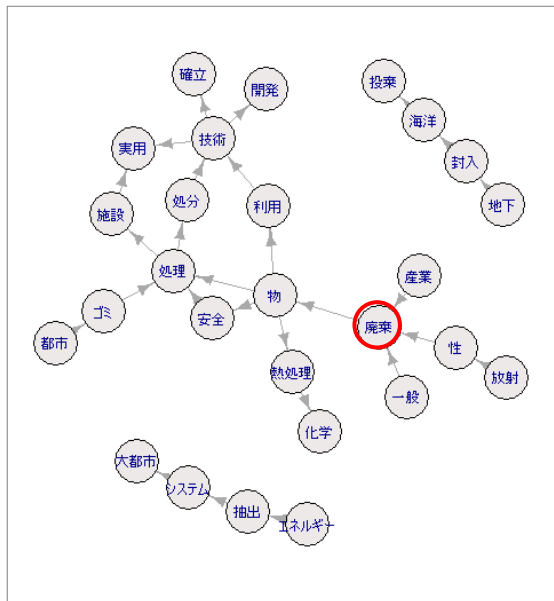 確立
開発
投棄
海洋
技術
実用
封入
処分
利用
地下
施設
処理
産業
物
ゴミ
安全
廃棄
都市
性
熱処理
放射
一般
化学
大都市
システム
抽出
エネルギー